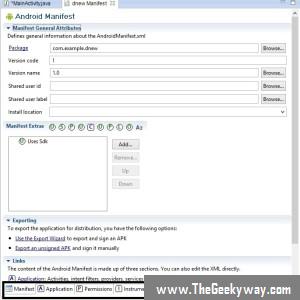 *MainActivity.java
dnew Manifest
Android Manifest
Manifest General Attributes
Defines general information about the AndroidManifest.xml
Package
com.example.dnew
Browse...
Version code
1
Version name
1.0
Browse...
Shared user id
Browse...
Shared user label
Browse...
Install location
Manifest Extras
U S P U C U P F U Az
U Uses Sdk
Add...
Remove...
Up
Down
Exporting
To export the application for distribution, you have the following options:
Use the Export Wizard to export and sign an APK
Export an unsigned APK and sign it manually
Links
The content of the Android Manifest is made up of three sections. You can also edit the XML directly.
A Application: Activities, intent filters, providers, services
Manifest
A Application
P Permissions
I
www.TheGeekyway.com